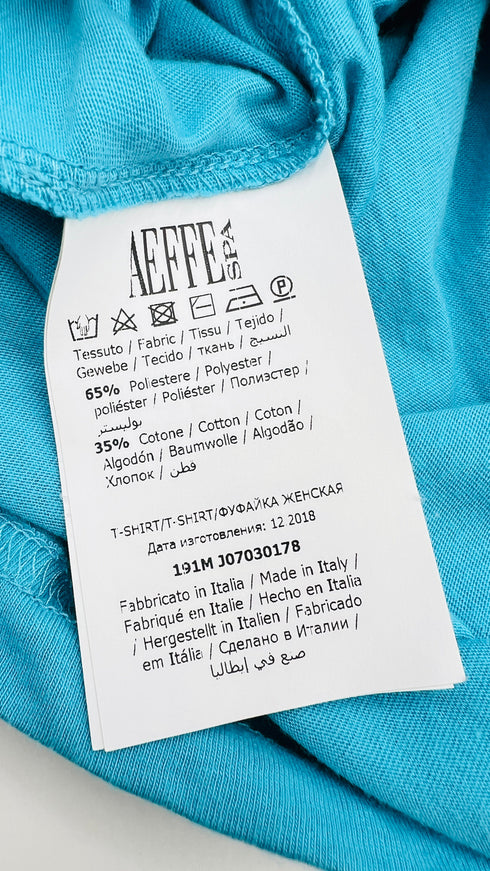 AEFFE SPA
P
Tessuto / Fabric / Tissu / Tejido /
Gewebe / Tecido / ткань / النسيج
65% Poliestere / Polyester /
poliéster / Poliéster / Полиэстер /
بوليستر
35% Cotone / Cotton / Coton /
Algodón / Baumwolle / Algodão /
Хлопок / قطن
T-SHIRT/T-SHIRT/ФУФАЙКА ЖЕНСКАЯ
Дата изготовления: 12 2018
191M J07030178
Fabbricato in Italia / Made in Italy /
Fabriqué en Italie / Hecho en Italia
/ Hergestellt in Italien / Fabricado
em Itália / Сделано в Италии /
صنع في إيطاليا